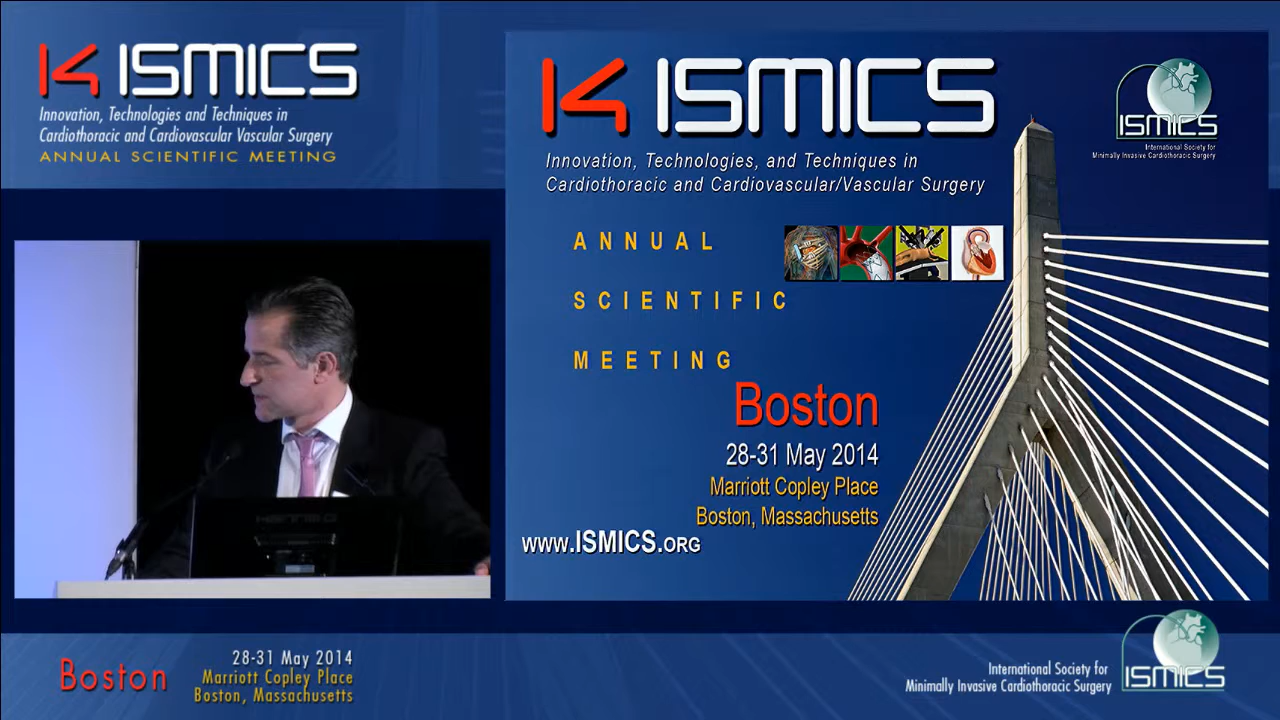 14 ISMICS
Innovation, Technologies and Techniques in
Cardiothoracic and Cardiovascular Vascular Surgery
ANNUAL SCIENTIFIC MEETING
14 ISMICS
Innovation, Technologies, and Techniques in
Cardiothoracic and Cardiovascular/Vascular Surgery
ISMICS
International Society for
Minimally Invasive Cardiothoracic Surgery
ANNUAL
SCIENTIFIC
MEETING
Boston
28-31 May 2014
Marriott Copley Place
Boston, Massachusetts
www.ISMICS.ORG
Boston
28-31 May 2014
Marriott Copley Place
Boston, Massachusetts
International Society for
Minimally Invasive Cardiothoracic Surgery
ISMICS